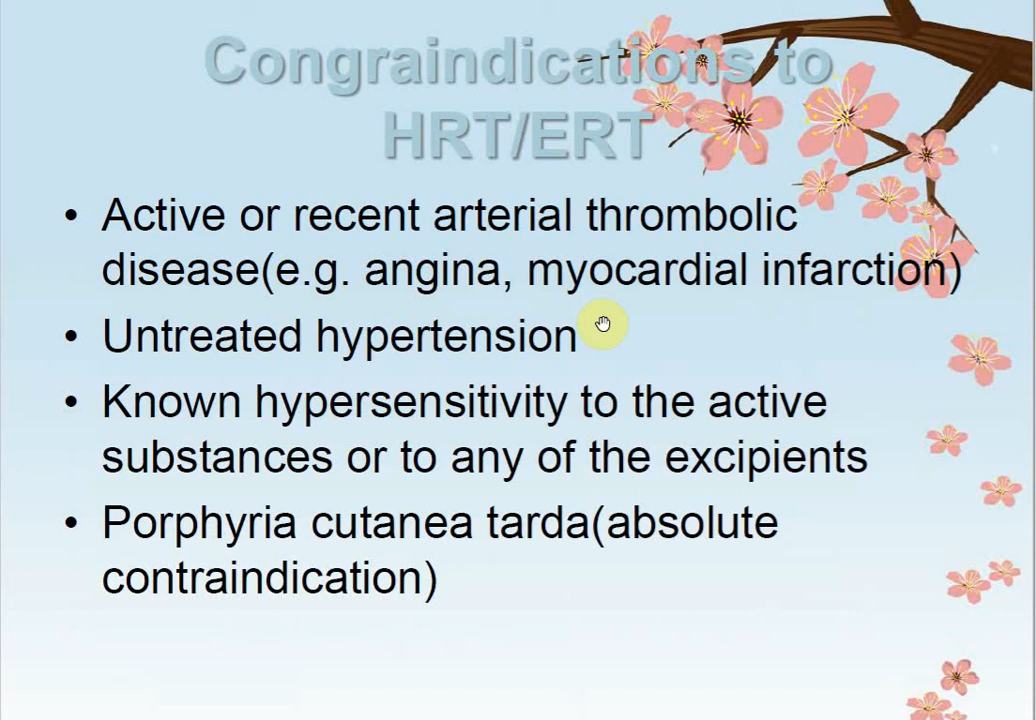 Congraindications to
HRT/ERT
• Active or recent arterial thrombolic
disease(e.g. angina, myocardial infarction)
• Untreated hypertension
• Known hypersensitivity to the active
substances or to any of the excipients
• Porphyria cutanea tarda(absolute
contraindication)